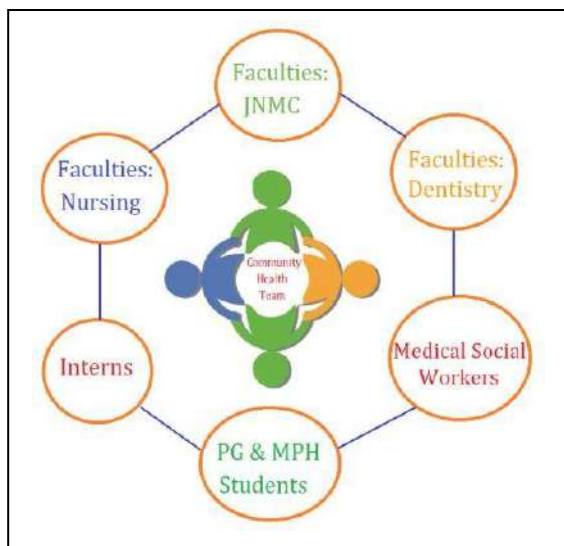 Faculties:
JNMC
Faculties:
Nursing
Faculties:
Dentistry
Community
Health
Team
Interns
Medical Social
Workers
PG & MPH
Students